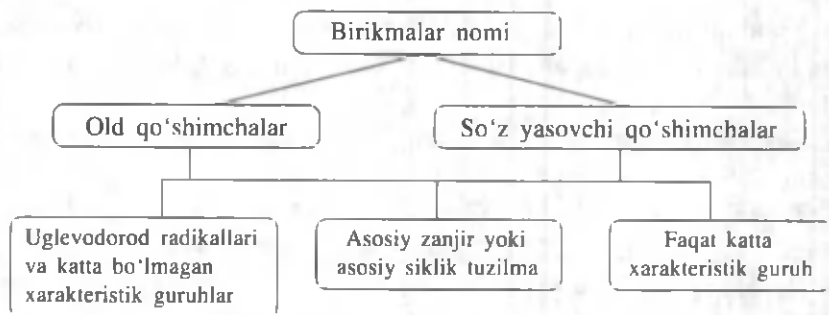 Birikmalar nomi
Old qo‘shimchalar
So‘z yasovchi qo‘shimchalar
Uglevodorod radikallari
va katta bo‘lmagan
xarakteristik guruhlar
Asosiy zanjir yoki
asosiy siklik tuzilma
Faqat katta
xarakteristik guruh